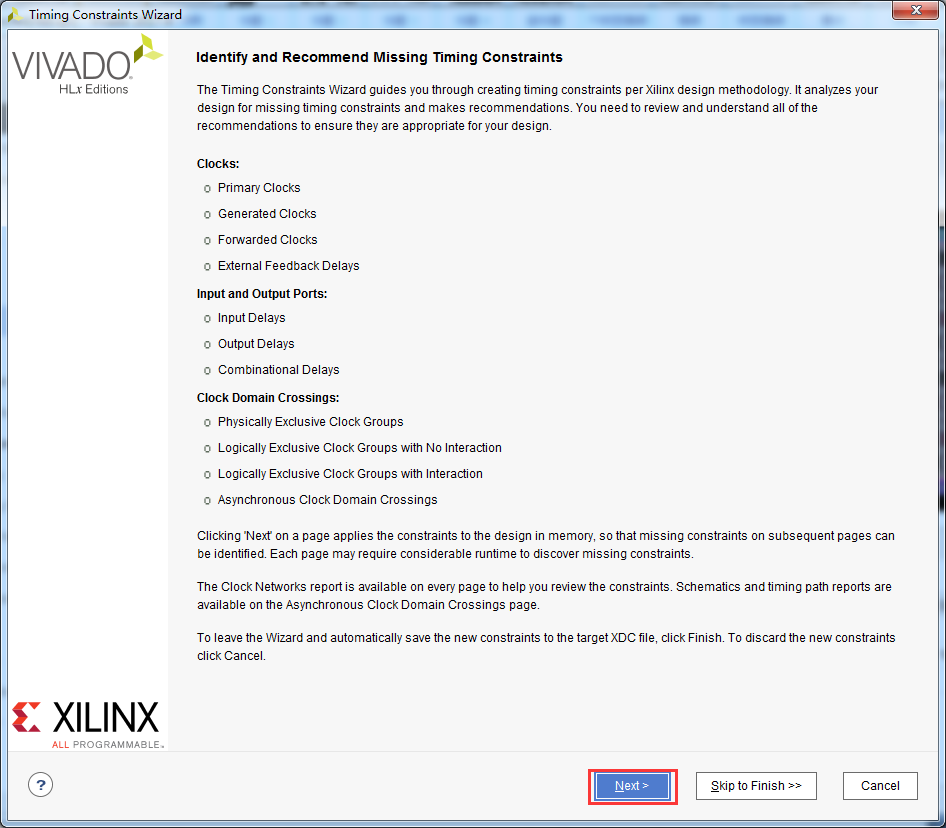 Timing Constraints Wizard
VIVADO
HLx Editions
Identify and Recommend Missing Timing Constraints
The Timing Constraints Wizard guides you through creating timing constraints per Xilinx design methodology. It analyzes your
design for missing timing constraints and makes recommendations. You need to review and understand all of the
recommendations to ensure they are appropriate for your design.
Clocks:
Primary Clocks
Generated Clocks
Forwarded Clocks
External Feedback Delays
Input and Output Ports:
Input Delays
Output Delays
Combinational Delays
Clock Domain Crossings:
Physically Exclusive Clock Groups
Logically Exclusive Clock Groups with No Interaction
Logically Exclusive Clock Groups with Interaction
Asynchronous Clock Domain Crossings
Clicking 'Next' on a page applies the constraints to the design in memory, so that missing constraints on subsequent pages can
be identified. Each page may require considerable runtime to discover missing constraints.
The Clock Networks report is available on every page to help you review the constraints. Schematics and timing path reports are
available on the Asynchronous Clock Domain Crossings page.
To leave the Wizard and automatically save the new constraints to the target XDC file, click Finish. To discard the new constraints
click Cancel.
XILINX
ALL PROGRAMMABLE™
?
Next >
Skip to Finish >>
Cancel